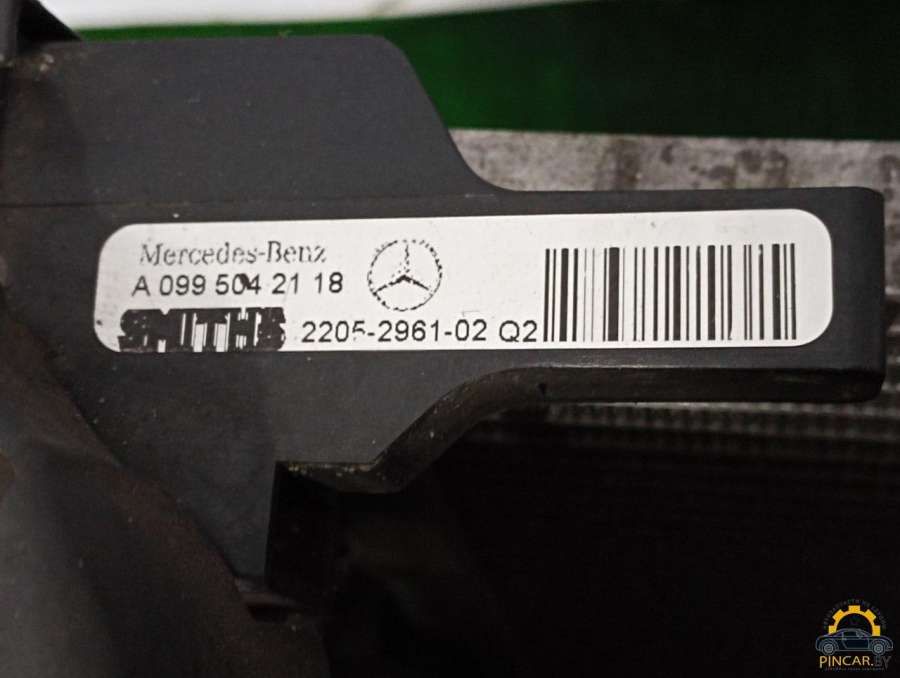 Mercedes-Benz
A 099 504 21 18
SMITHS 2205-2961-02 Q2
PINCAR.BY